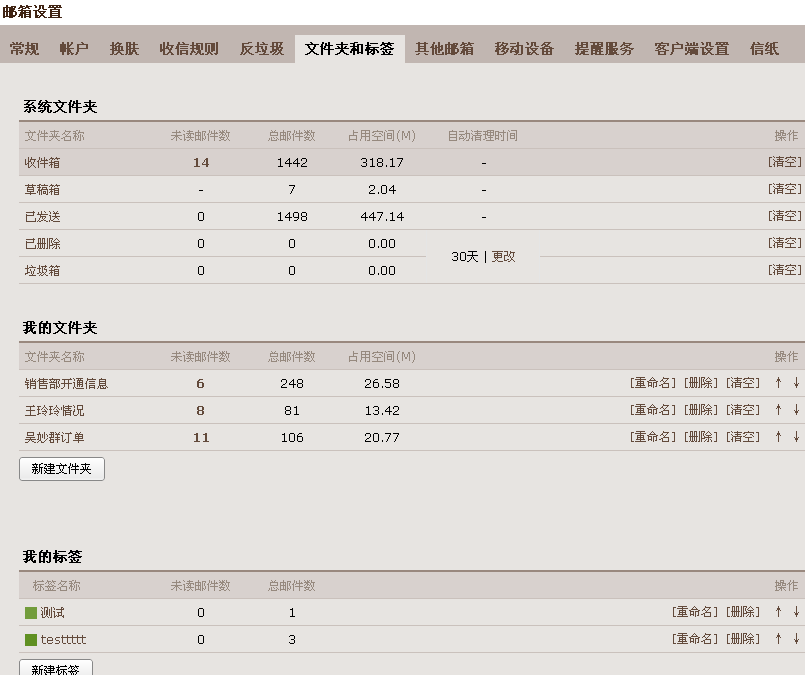 邮箱设置
常规 帐户 换肤 收信规则 反垃圾 文件夹和标签 其他邮箱 移动设备 提醒服务 客户端设置 信纸
系统文件夹
文件夹名称 未读邮件数 总邮件数 占用空间(M) 自动清理时间 操作
收件箱 14 1442 318.17 - [清空]
草稿箱 - 7 2.04 - [清空]
已发送 0 1498 447.14 - [清空]
已删除 0 0 0.00 [清空]
30天 | 更改
垃圾箱 0 0 0.00 [清空]
我的文件夹
文件夹名称 未读邮件数 总邮件数 占用空间(M) 操作
销售部开通信息 6 248 26.58 [重命名] [删除] [清空] ↑ ↓
王玲玲情况 8 81 13.42 [重命名] [删除] [清空] ↑ ↓
吴妙群订单 11 106 20.77 [重命名] [删除] [清空] ↑ ↓
新建文件夹
我的标签
标签名称 未读邮件数 总邮件数 操作
测试 0 1 [重命名] [删除] ↑ ↓
testtttt 0 3 [重命名] [删除] ↑ ↓
新建标签